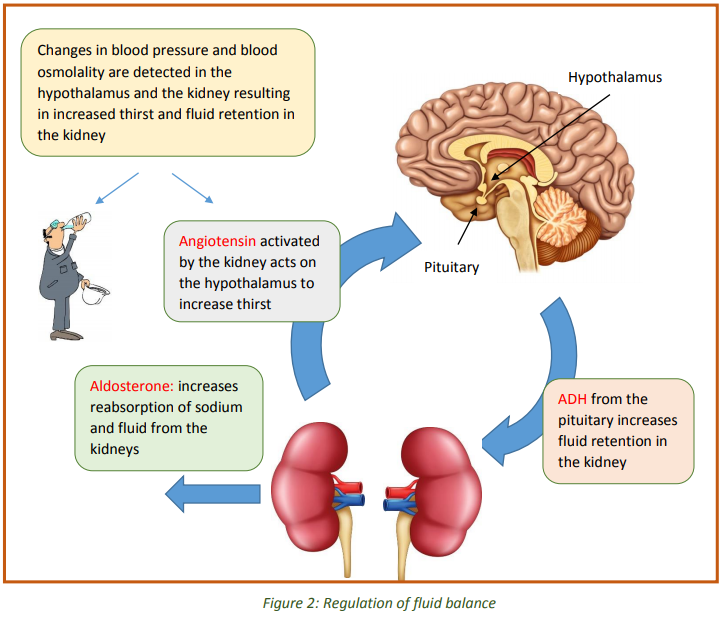 Changes in blood pressure and blood
osmolality are detected in the
hypothalamus and the kidney resulting
in increased thirst and fluid retention in
the kidney
Hypothalamus
Angiotensin activated
by the kidney acts on
the hypothalamus to
increase thirst
Pituitary
Aldosterone: increases
reabsorption of sodium
and fluid from the
kidneys
ADH from the
pituitary increases
fluid retention in
the kidney
Figure 2: Regulation of fluid balance